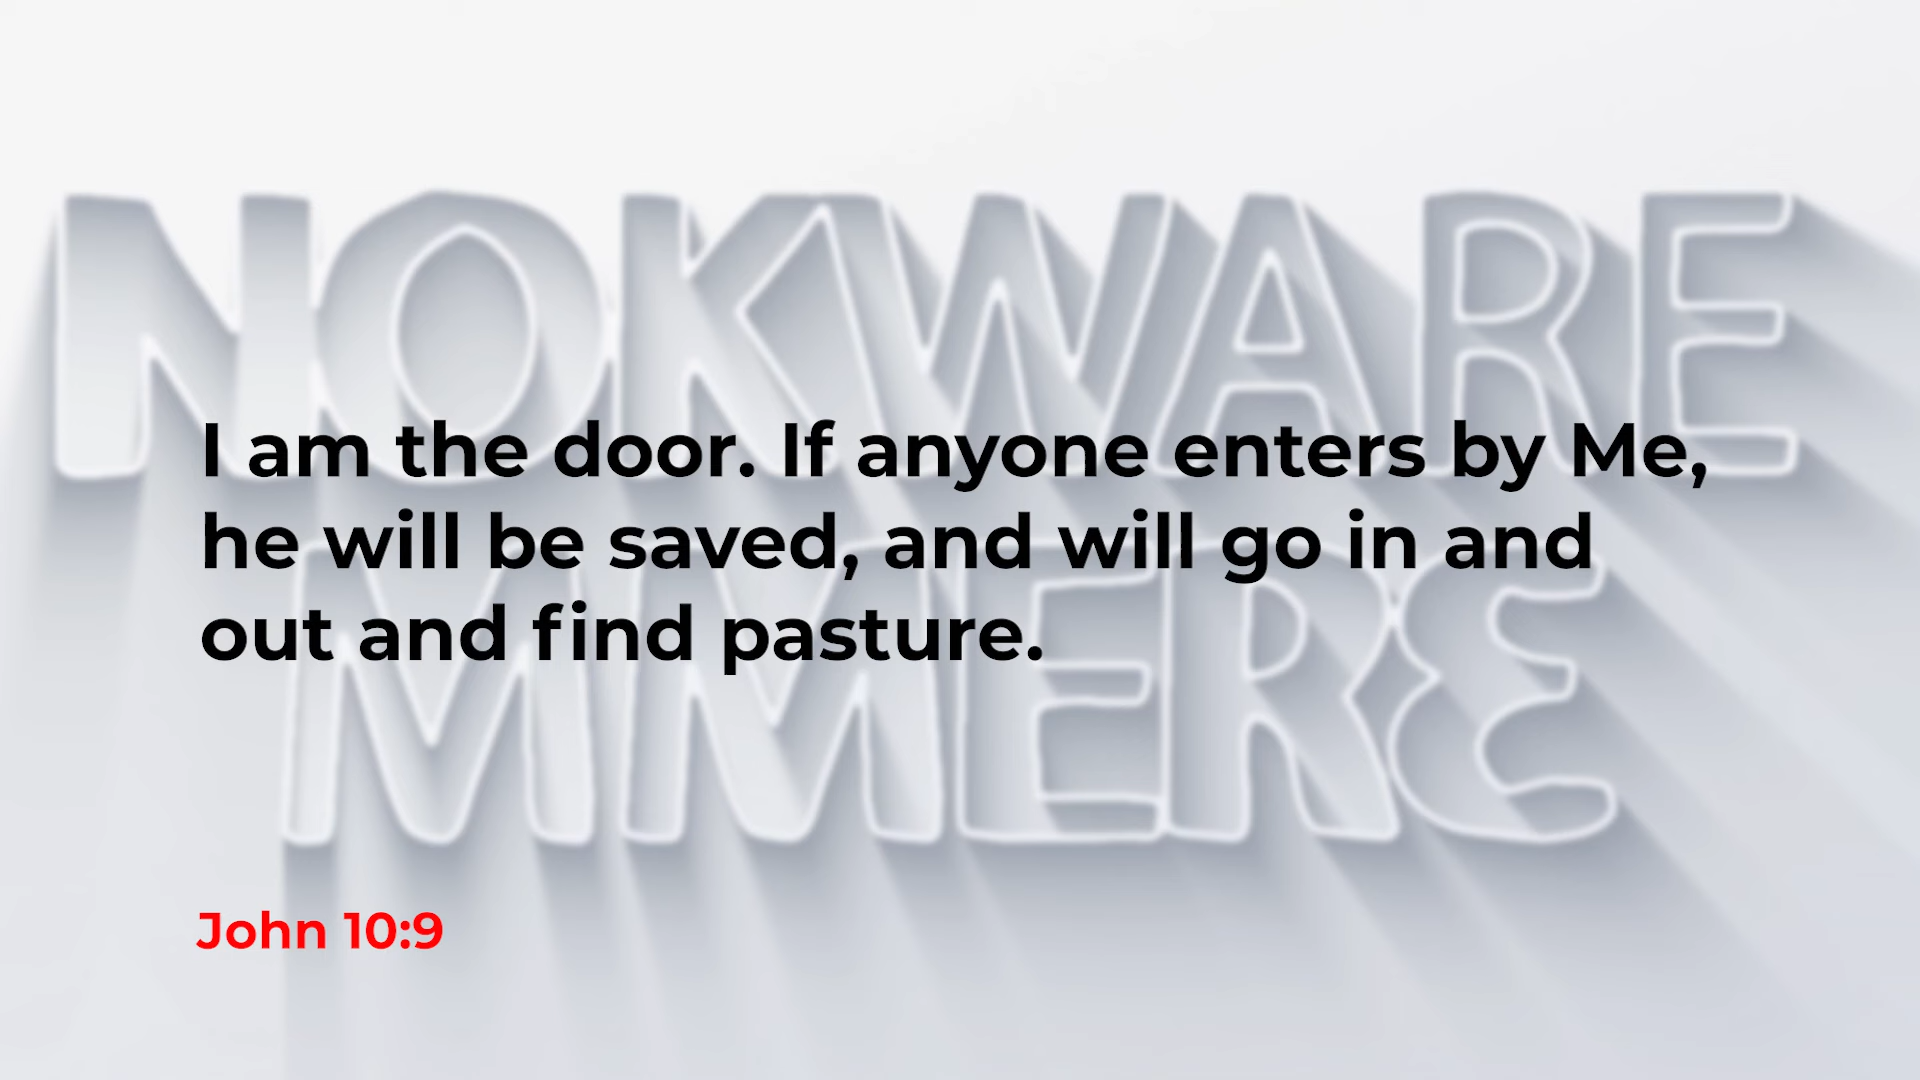 NOKWARE
MMERƐ
I am the door. If anyone enters by Me,
he will be saved, and will go in and
out and find pasture.
John 10:9